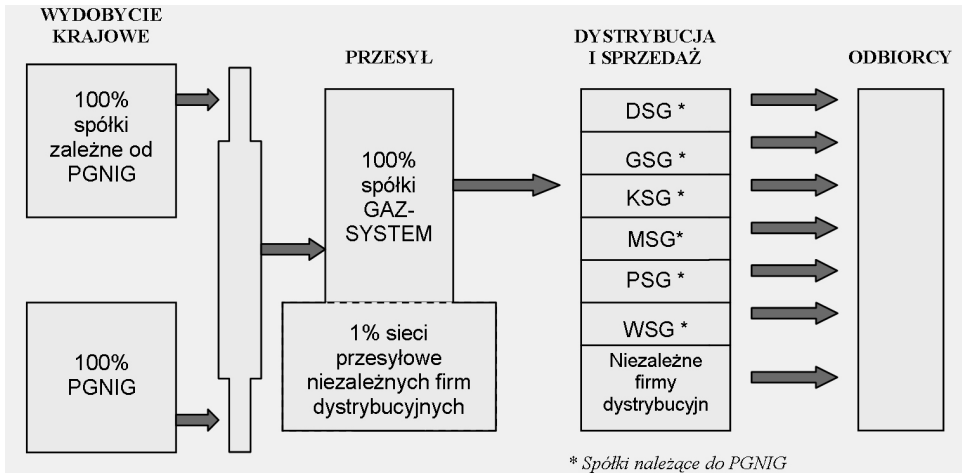 WYDOBYCIE
KRAJOWE
100%
spółki
zależne od
PGNIG
100%
PGNIG
PRZESYŁ
100%
spółki
GAZ-
SYSTEM
1% sieci
przesyłowe
niezależnych firm
dystrybucyjnych
DYSTRYBUCJA
I SPRZEDAŻ
DSG *
GSG *
KSG *
MSG*
PSG *
WSG *
Niezależne
firmy
dystrybucyjn
ODBIORCY
* Spółki należące do PGNIG